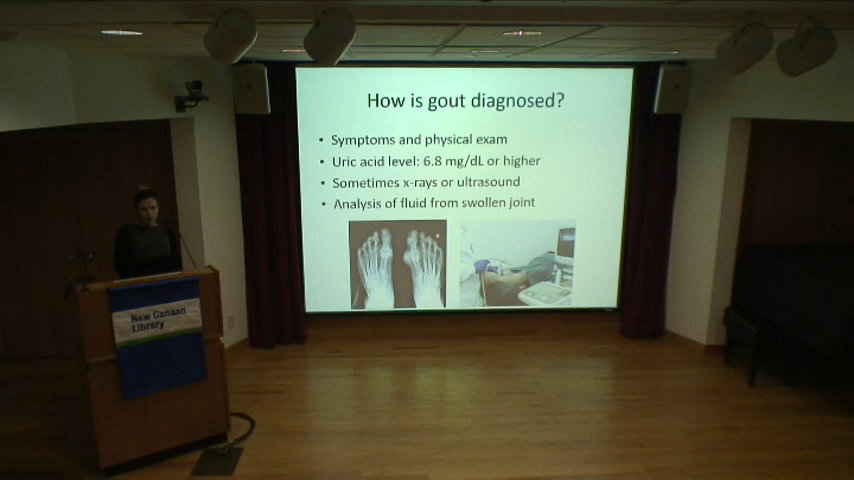 How is gout diagnosed?
• Symptoms and physical exam
• Uric acid level: 6.8 mg/dL or higher
• Sometimes x-rays or ultrasound
• Analysis of fluid from swollen joint
New Canaan
Library